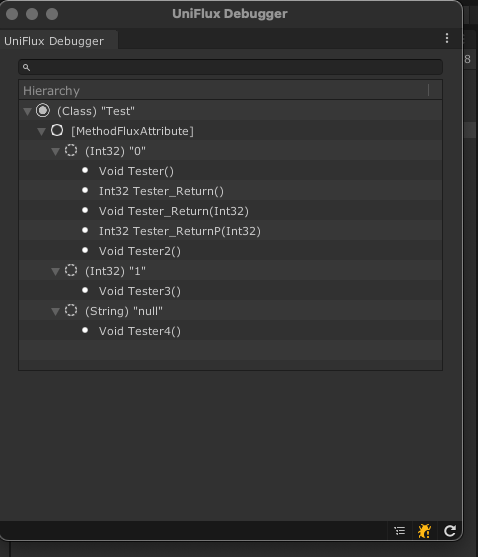 UniFlux Debugger
UniFlux Debugger
8
Hierarchy
(Class) "Test"
[MethodFluxAttribute]
(Int32) "0"
Void Tester()
Int32 Tester_Return()
Void Tester_Return(Int32)
Int32 Tester_ReturnP(Int32)
Void Tester2()
(Int32) "1"
Void Tester3()
(String) "null"
Void Tester4()